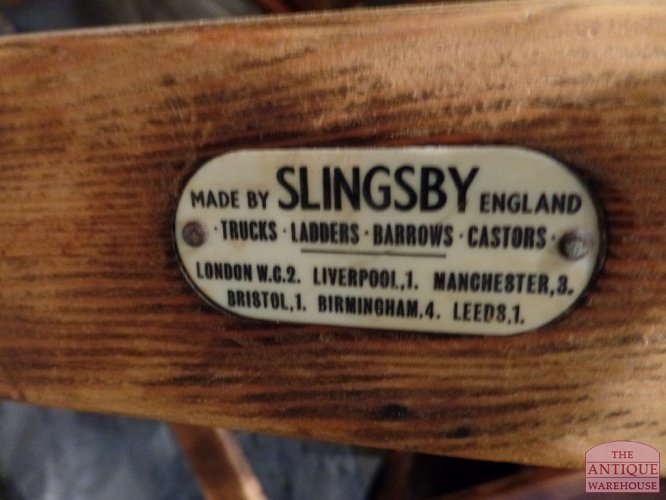 MADE BY SLINGSBY ENGLAND
· TRUCKS · LADDERS · BARROWS · CASTORS ·
LONDON W.C.2. LIVERPOOL,1. MANCHESTER,3.
BRISTOL,1. BIRMINGHAM,4. LEEDS,1.
THE
ANTIQUE
WAREHOUSE